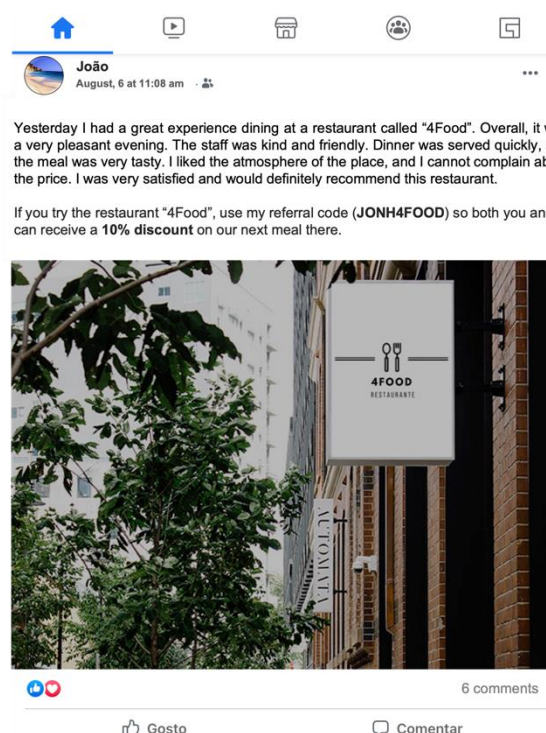 João
August, 6 at 11:08 am
Yesterday I had a great experience dining at a restaurant called “4Food”. Overall, it
a very pleasant evening. The staff was kind and friendly. Dinner was served quickly,
the meal was very tasty. I liked the atmosphere of the place, and I cannot complain
the price. I was very satisfied and would definitely recommend this restaurant.
If you try the restaurant “4Food”, use my referral code (JONH4FOOD) so both you
can receive a 10% discount on our next meal there.
4FOOD
RESTAURANTE
AUTOMATA
6 comments
Gosto
Comentar